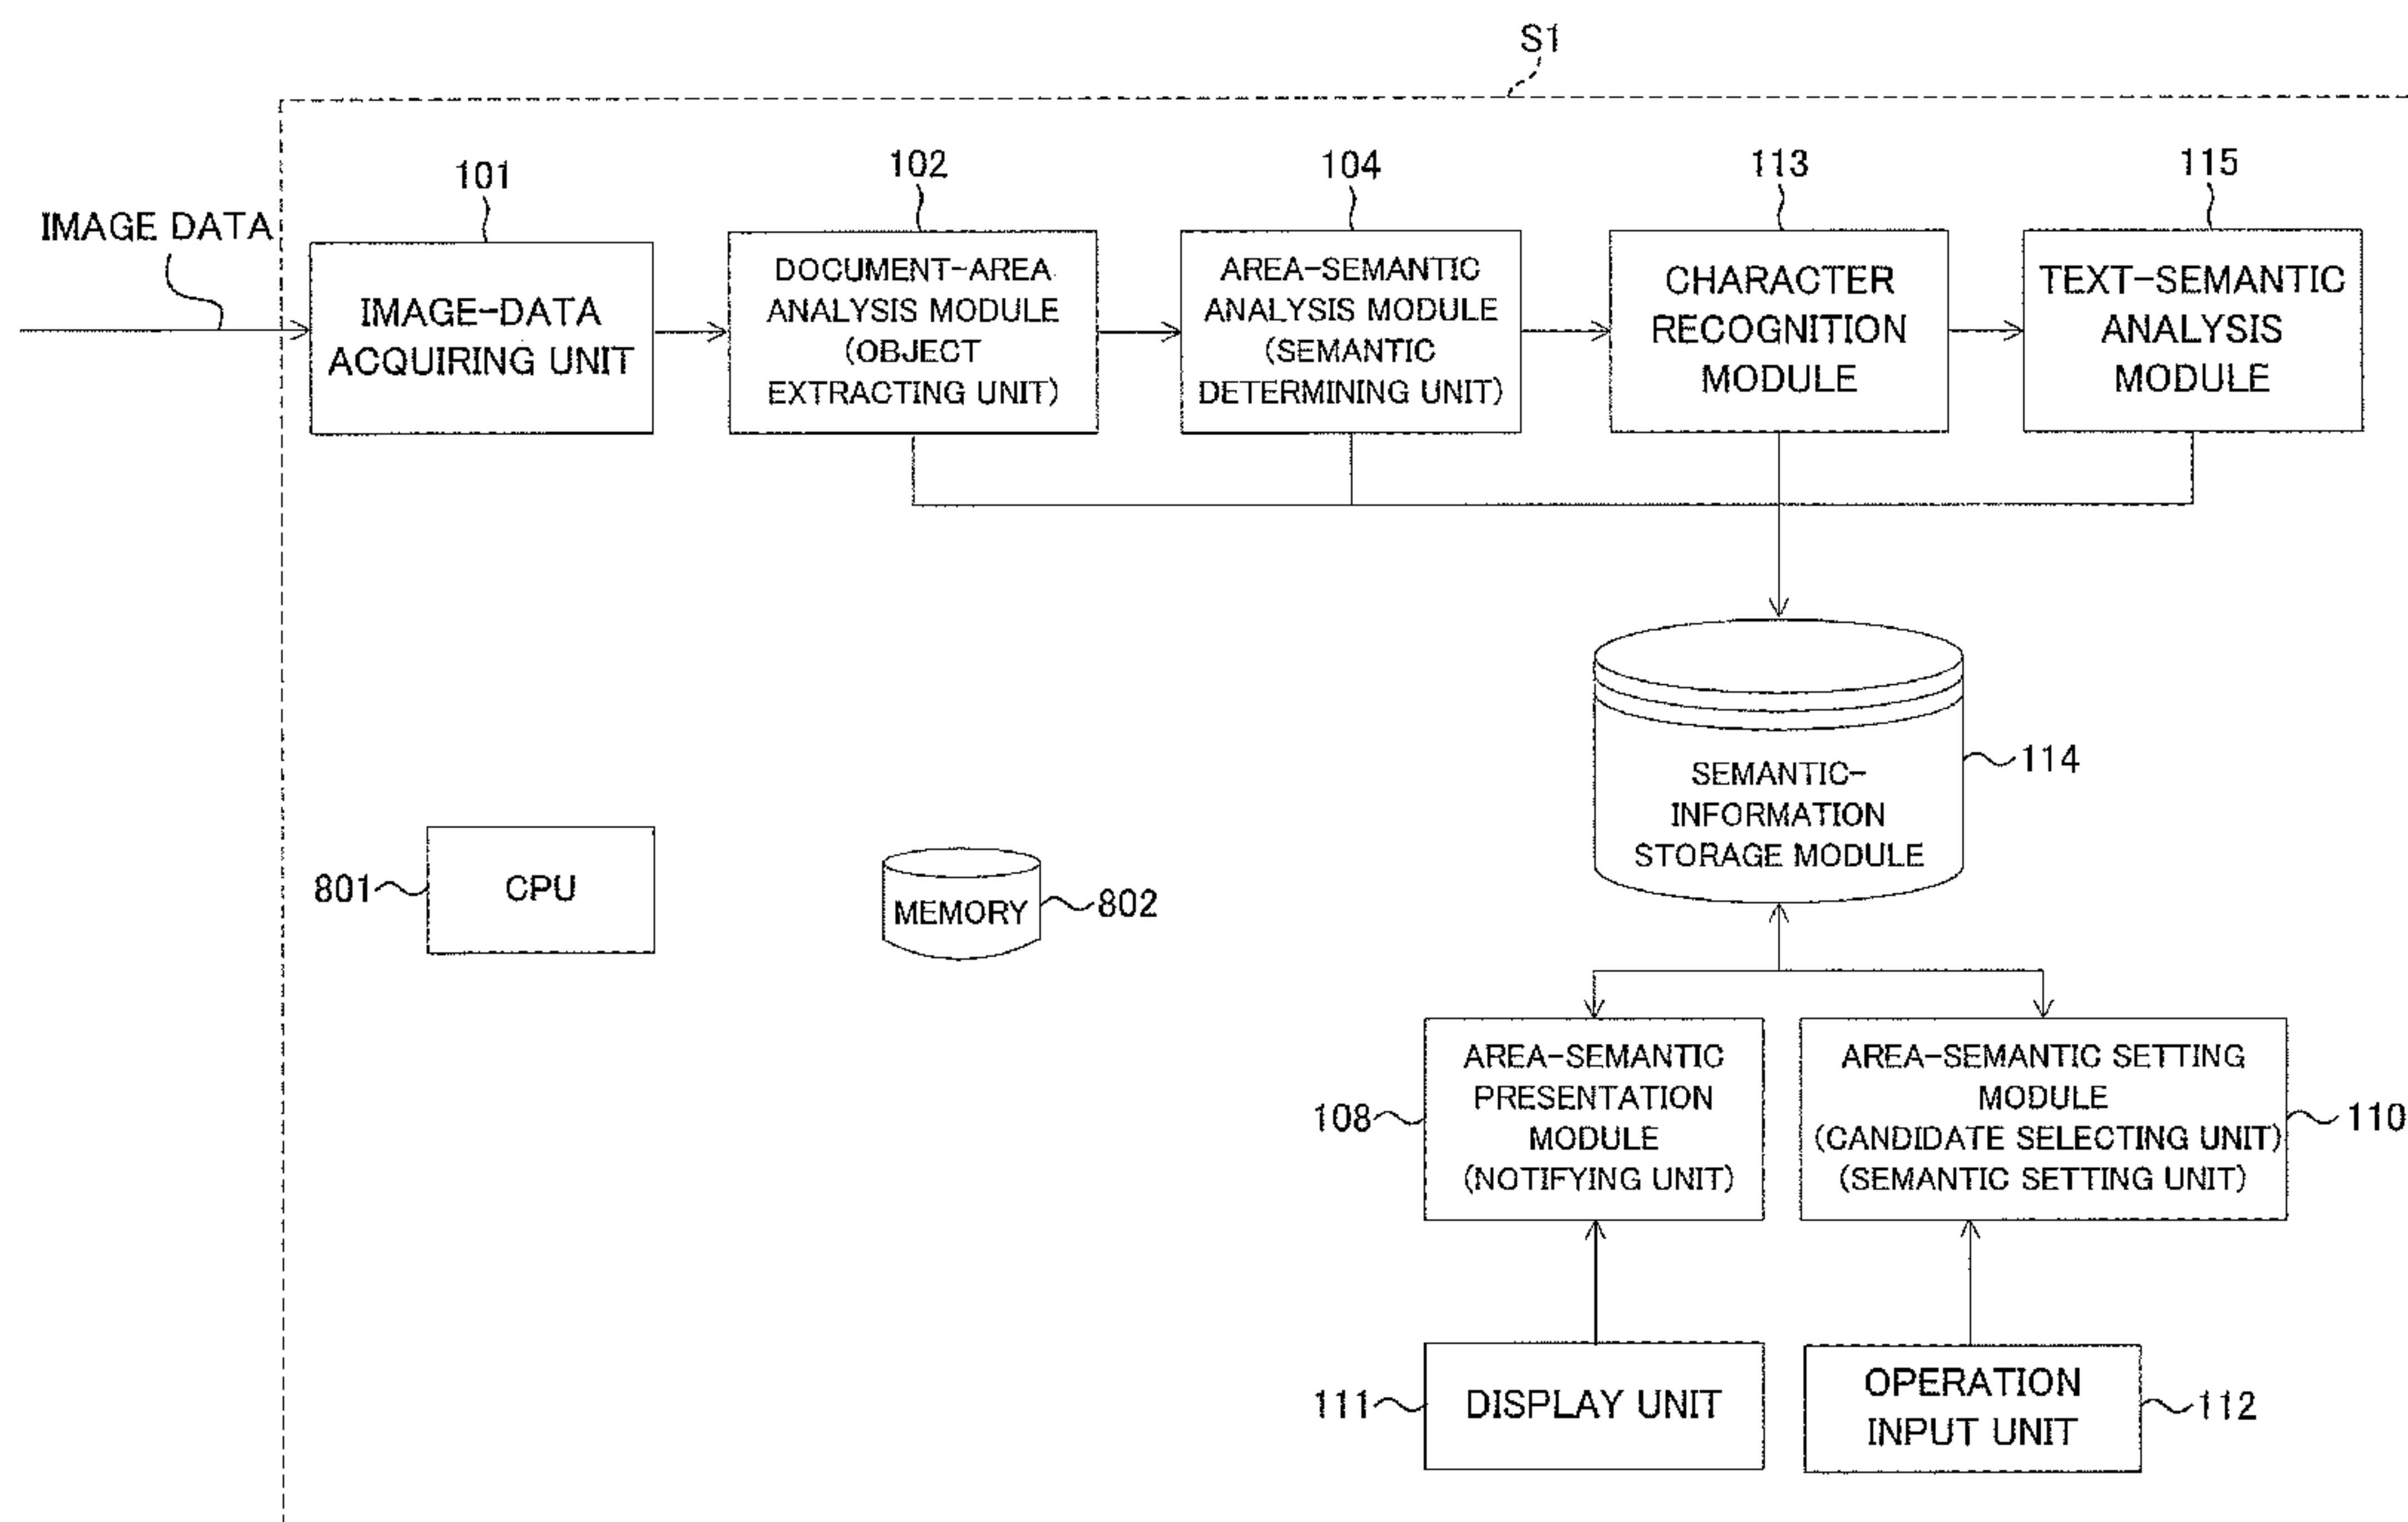 S1
IMAGE DATA
101
IMAGE-DATA
ACQUIRING UNIT
102
DOCUMENT-AREA
ANALYSIS MODULE
(OBJECT
EXTRACTING UNIT)
104
AREA-SEMANTIC
ANALYSIS MODULE
(SEMANTIC
DETERMINING UNIT)
113
CHARACTER
RECOGNITION
MODULE
115
TEXT-SEMANTIC
ANALYSIS
MODULE
SEMANTIC-
INFORMATION
STORAGE MODULE
114
801
CPU
MEMORY
802
108
AREA-SEMANTIC
PRESENTATION
MODULE
(NOTIFYING UNIT)
AREA-SEMANTIC SETTING
MODULE
(CANDIDATE SELECTING UNIT)
(SEMANTIC SETTING UNIT)
110
111
DISPLAY UNIT
OPERATION
INPUT UNIT
112